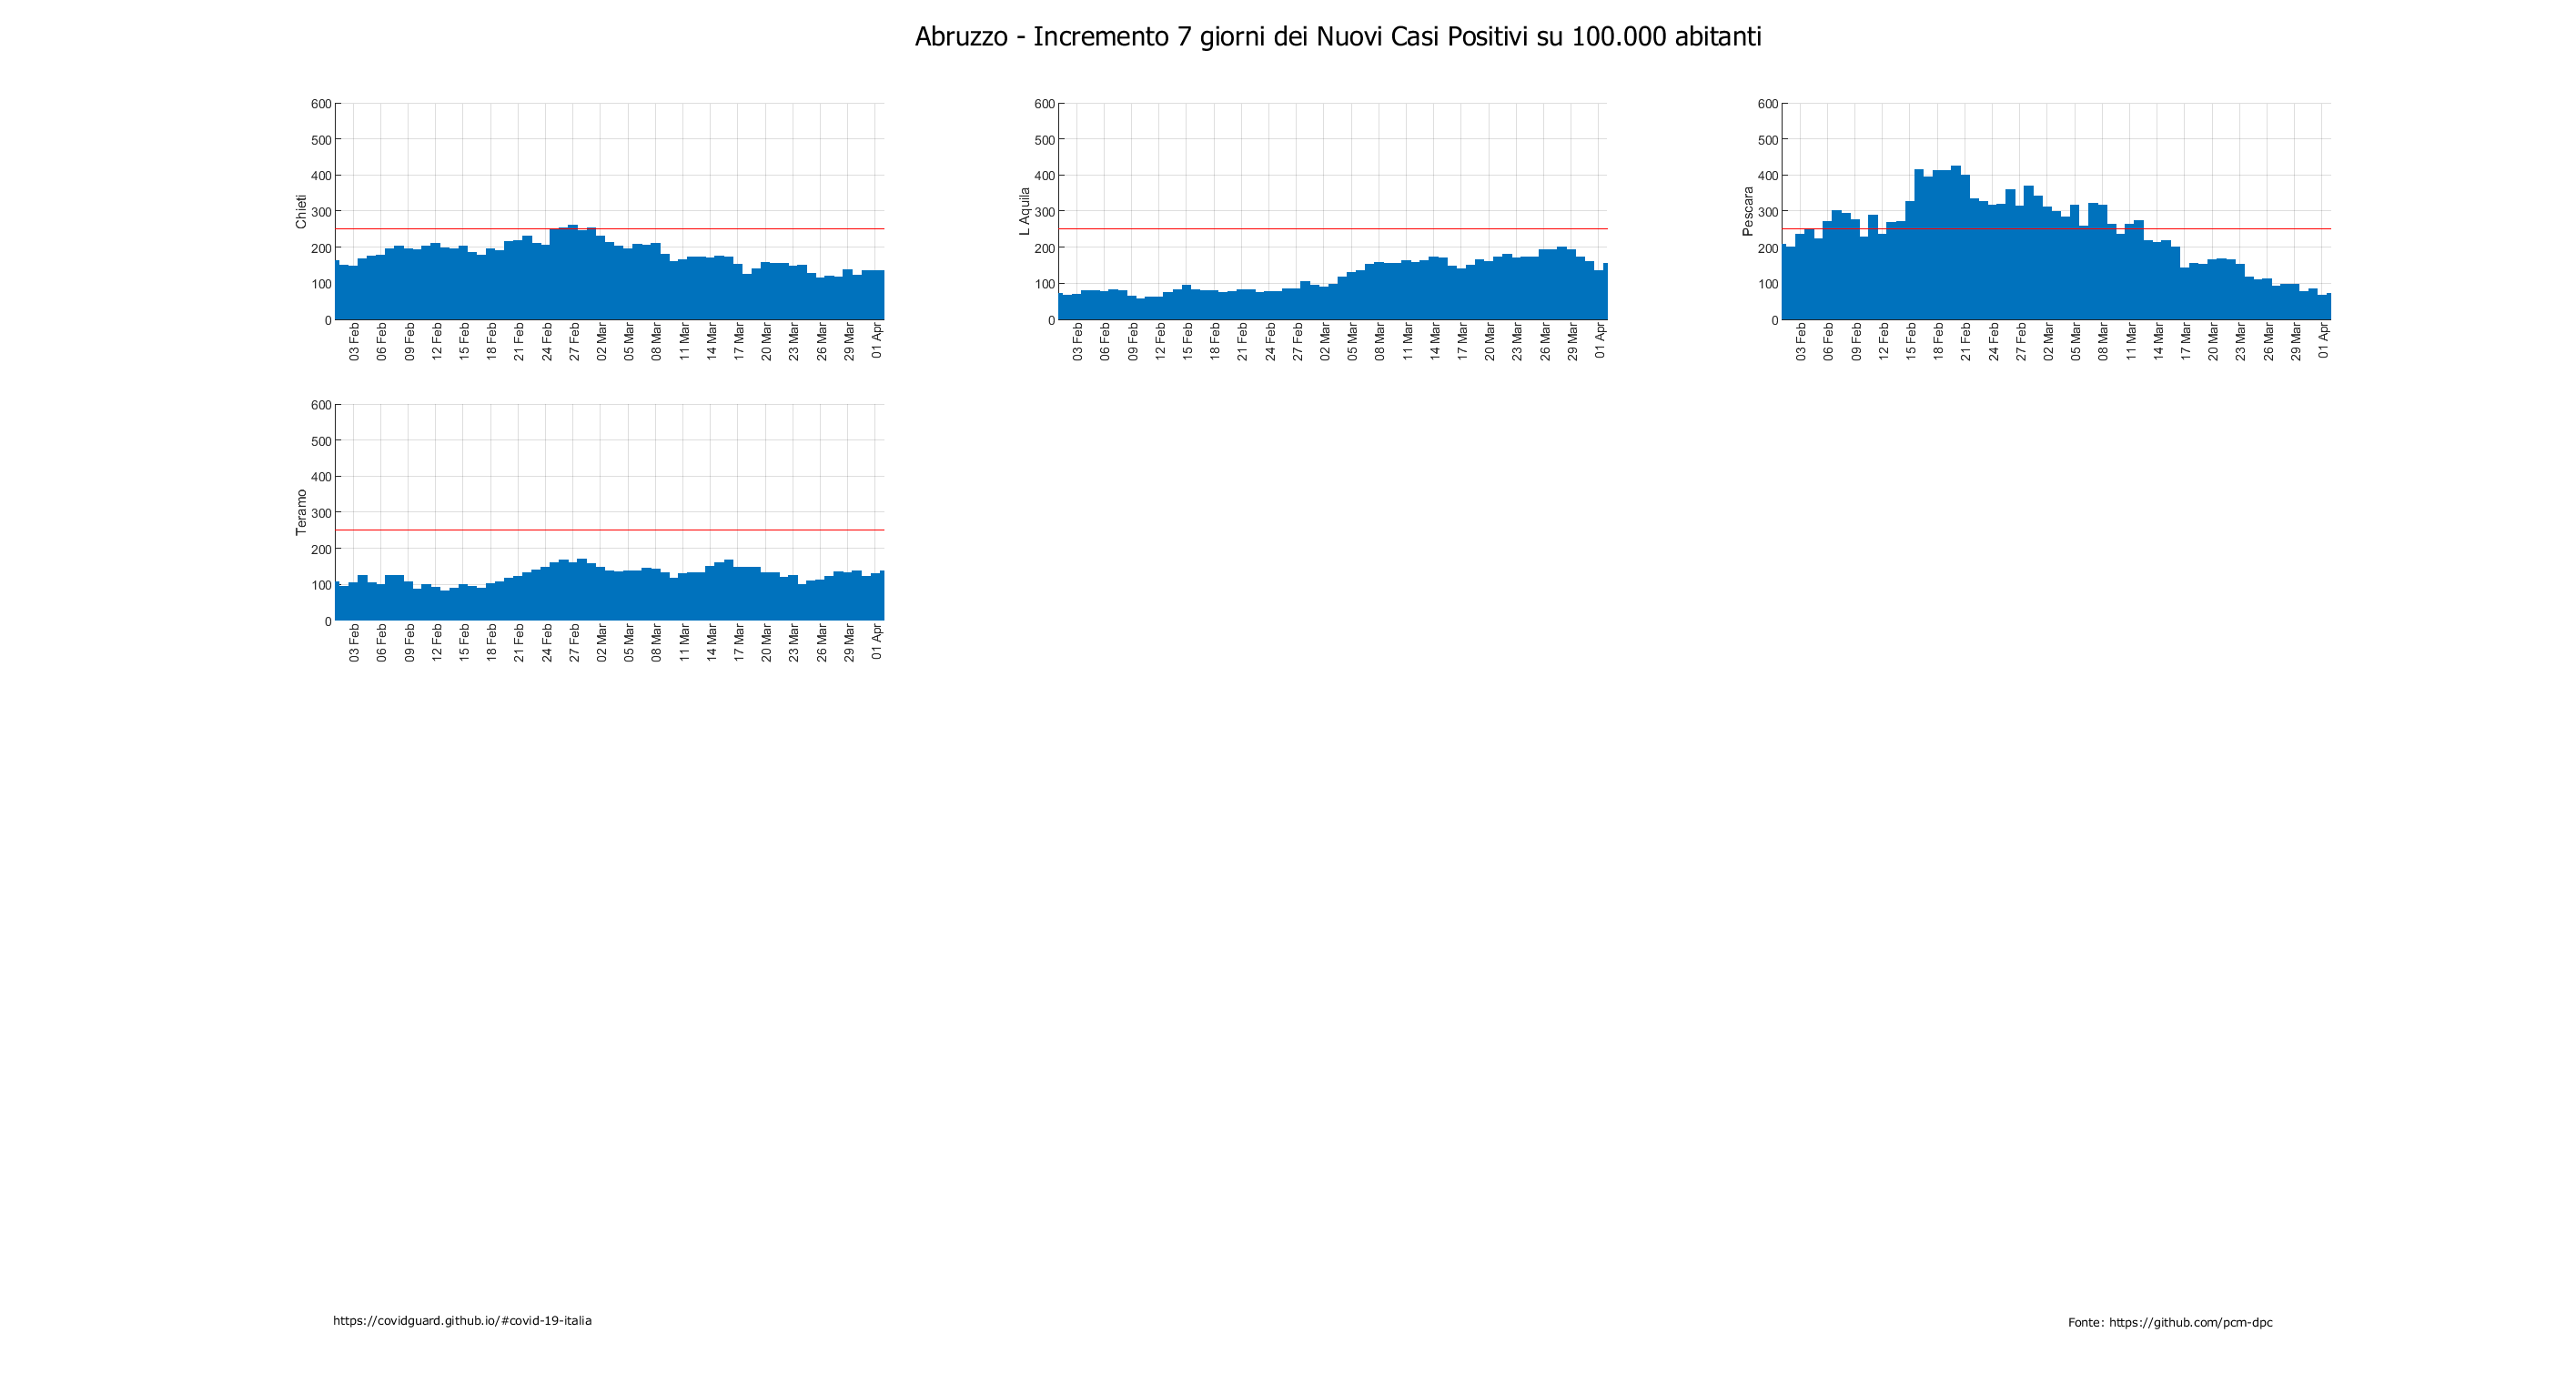 Abruzzo - Incremento 7 giorni dei Nuovi Casi Positivi su 100.000 abitanti
Chieti
600
500
400
300
200
100
0
03 Feb
06 Feb
09 Feb
12 Feb
15 Feb
18 Feb
21 Feb
24 Feb
27 Feb
02 Mar
05 Mar
08 Mar
11 Mar
14 Mar
17 Mar
20 Mar
23 Mar
26 Mar
29 Mar
01 Apr
L Aquila
600
500
400
300
200
100
0
03 Feb
06 Feb
09 Feb
12 Feb
15 Feb
18 Feb
21 Feb
24 Feb
27 Feb
02 Mar
05 Mar
08 Mar
11 Mar
14 Mar
17 Mar
20 Mar
23 Mar
26 Mar
29 Mar
01 Apr
Pescara
600
500
400
300
200
100
0
03 Feb
06 Feb
09 Feb
12 Feb
15 Feb
18 Feb
21 Feb
24 Feb
27 Feb
02 Mar
05 Mar
08 Mar
11 Mar
14 Mar
17 Mar
20 Mar
23 Mar
26 Mar
29 Mar
01 Apr
Teramo
600
500
400
300
200
100
0
03 Feb
06 Feb
09 Feb
12 Feb
15 Feb
18 Feb
21 Feb
24 Feb
27 Feb
02 Mar
05 Mar
08 Mar
11 Mar
14 Mar
17 Mar
20 Mar
23 Mar
26 Mar
29 Mar
01 Apr
https://covidguard.github.io/#covid-19-italia
Fonte: https://github.com/pcm-dpc